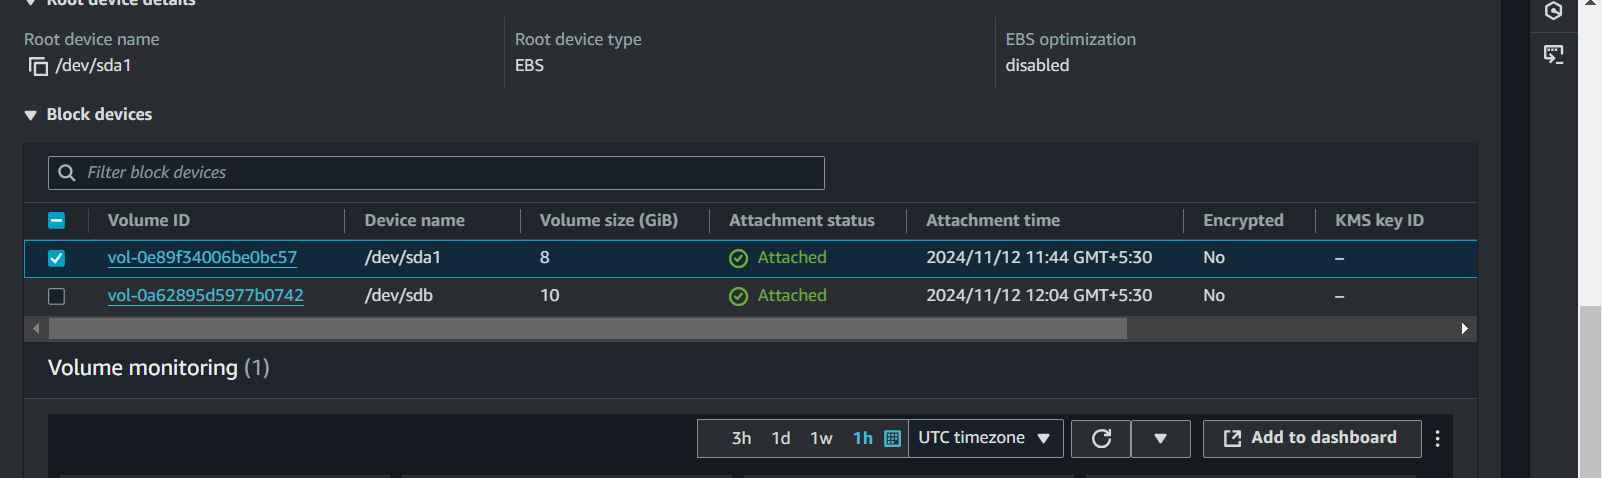 Root device details
Root device name
Root device type
EBS optimization
/dev/sda1
EBS
disabled
Block devices
Filter block devices
Volume ID Device name Volume size (GiB) Attachment status Attachment time Encrypted KMS key ID
vol-0e89f34006be0bc57 /dev/sda1 8 Attached 2024/11/12 11:44 GMT+5:30 No –
vol-0a62895d5977b0742 /dev/sdb 10 Attached 2024/11/12 12:04 GMT+5:30 No –
Volume monitoring (1)
3h 1d 1w 1h UTC timezone Add to dashboard